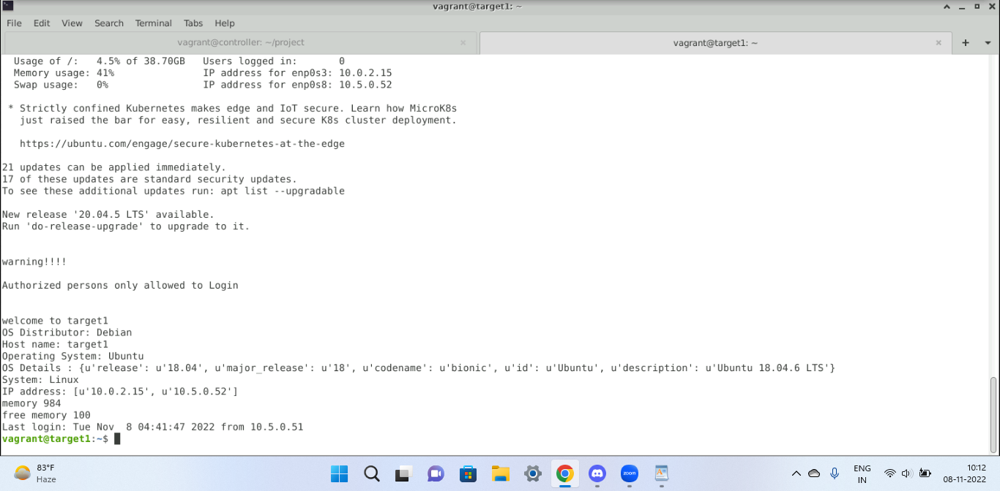 vagrant@target1: ~
File Edit View Search Terminal Tabs Help
vagrant@controller: ~/project
vagrant@target1: ~
Usage of /:   4.5% of 38.70GB   Users logged in:       0
Memory usage: 41%               IP address for enp0s3: 10.0.2.15
Swap usage:   0%                IP address for enp0s8: 10.5.0.52
* Strictly confined Kubernetes makes edge and IoT secure. Learn how MicroK8s
just raised the bar for easy, resilient and secure K8s cluster deployment.
https://ubuntu.com/engage/secure-kubernetes-at-the-edge
21 updates can be applied immediately.
17 of these updates are standard security updates.
To see these additional updates run: apt list --upgradable
New release '20.04.5 LTS' available.
Run 'do-release-upgrade' to upgrade to it.
warning!!!!
Authorized persons only allowed to Login
welcome to target1
OS Distributor: Debian
Host name: target1
Operating System: Ubuntu
OS Details : {u'release': u'18.04', u'major_release': u'18', u'codename': u'bionic', u'id': u'Ubuntu', u'description': u'Ubuntu 18.04.6 LTS'}
System: Linux
IP address: [u'10.0.2.15', u'10.5.0.52']
memory 984
free memory 100
Last login: Tue Nov  8 04:41:47 2022 from 10.5.0.51
vagrant@target1:~$
83°F
Haze
zoom
ENG
IN
10:12
08-11-2022